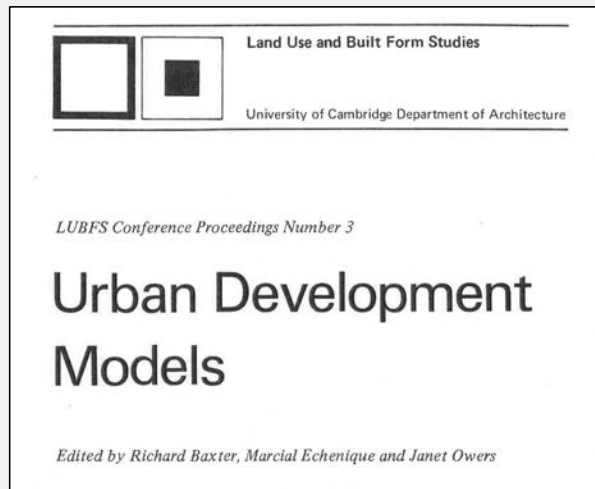 Land Use and Built Form Studies
University of Cambridge Department of Architecture
LUBFS Conference Proceedings Number 3
Urban Development
Models
Edited by Richard Baxter, Marcial Echenique and Janet Owers